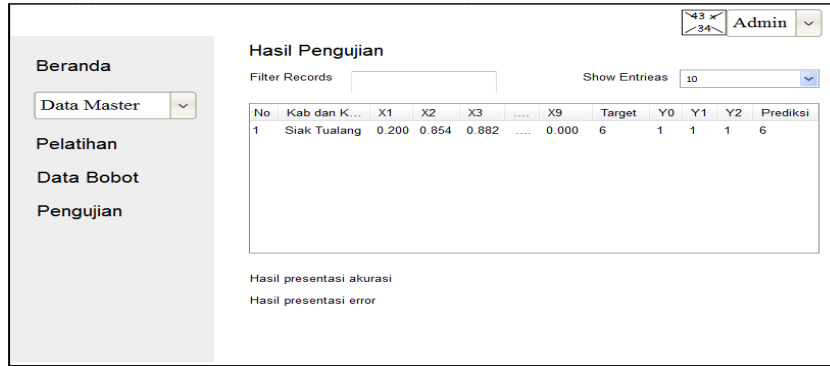 43 x
34
Admin
Beranda
Data Master
Pelatihan
Data Bobot
Pengujian
Hasil Pengujian
Filter Records
Show Entrieas 10
No Kab dan K... X1 X2 X3 .... X9 Target Y0 Y1 Y2 Prediksi
1 Siak Tualang 0.200 0.854 0.882 .... 0.000 6 1 1 1 6
Hasil presentasi akurasi
Hasil presentasi error